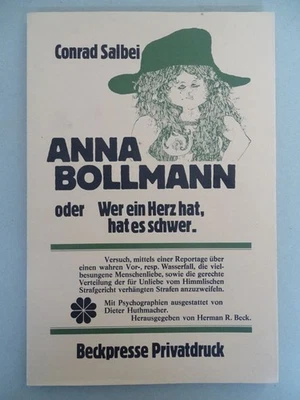 Conrad Salbei
ANNA
BOLLMANN
oder Wer ein Herz hat,
hat es schwer.
Versuch, mittels einer Reportage über
einen wahren Vor-, resp. Wasserfall, die viel-
besungene Menschenliebe, sowie die gerechte
Verteilung der für Unliebe vom Himmlischen
Strafgericht verhängten Strafen anzuzweifeln.
Mit Psychographien ausgestattet von
Dieter Huthmacher.
Herausgegeben von Herman R. Beck.
Beckpresse Privatdruck